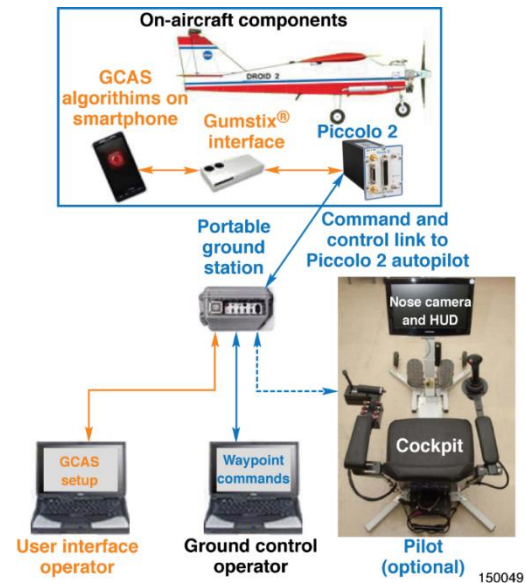 On-aircraft components
DROID 2
GCAS
algorithims on
smartphone
Gumstix®
interface
Piccolo 2
Portable
ground
station
Command and
control link to
Piccolo 2 autopilot
Nose camera
and HUD
Cockpit
GCAS
setup
Waypoint
commands
User interface
operator
Ground control
operator
Pilot
(optional)
150049